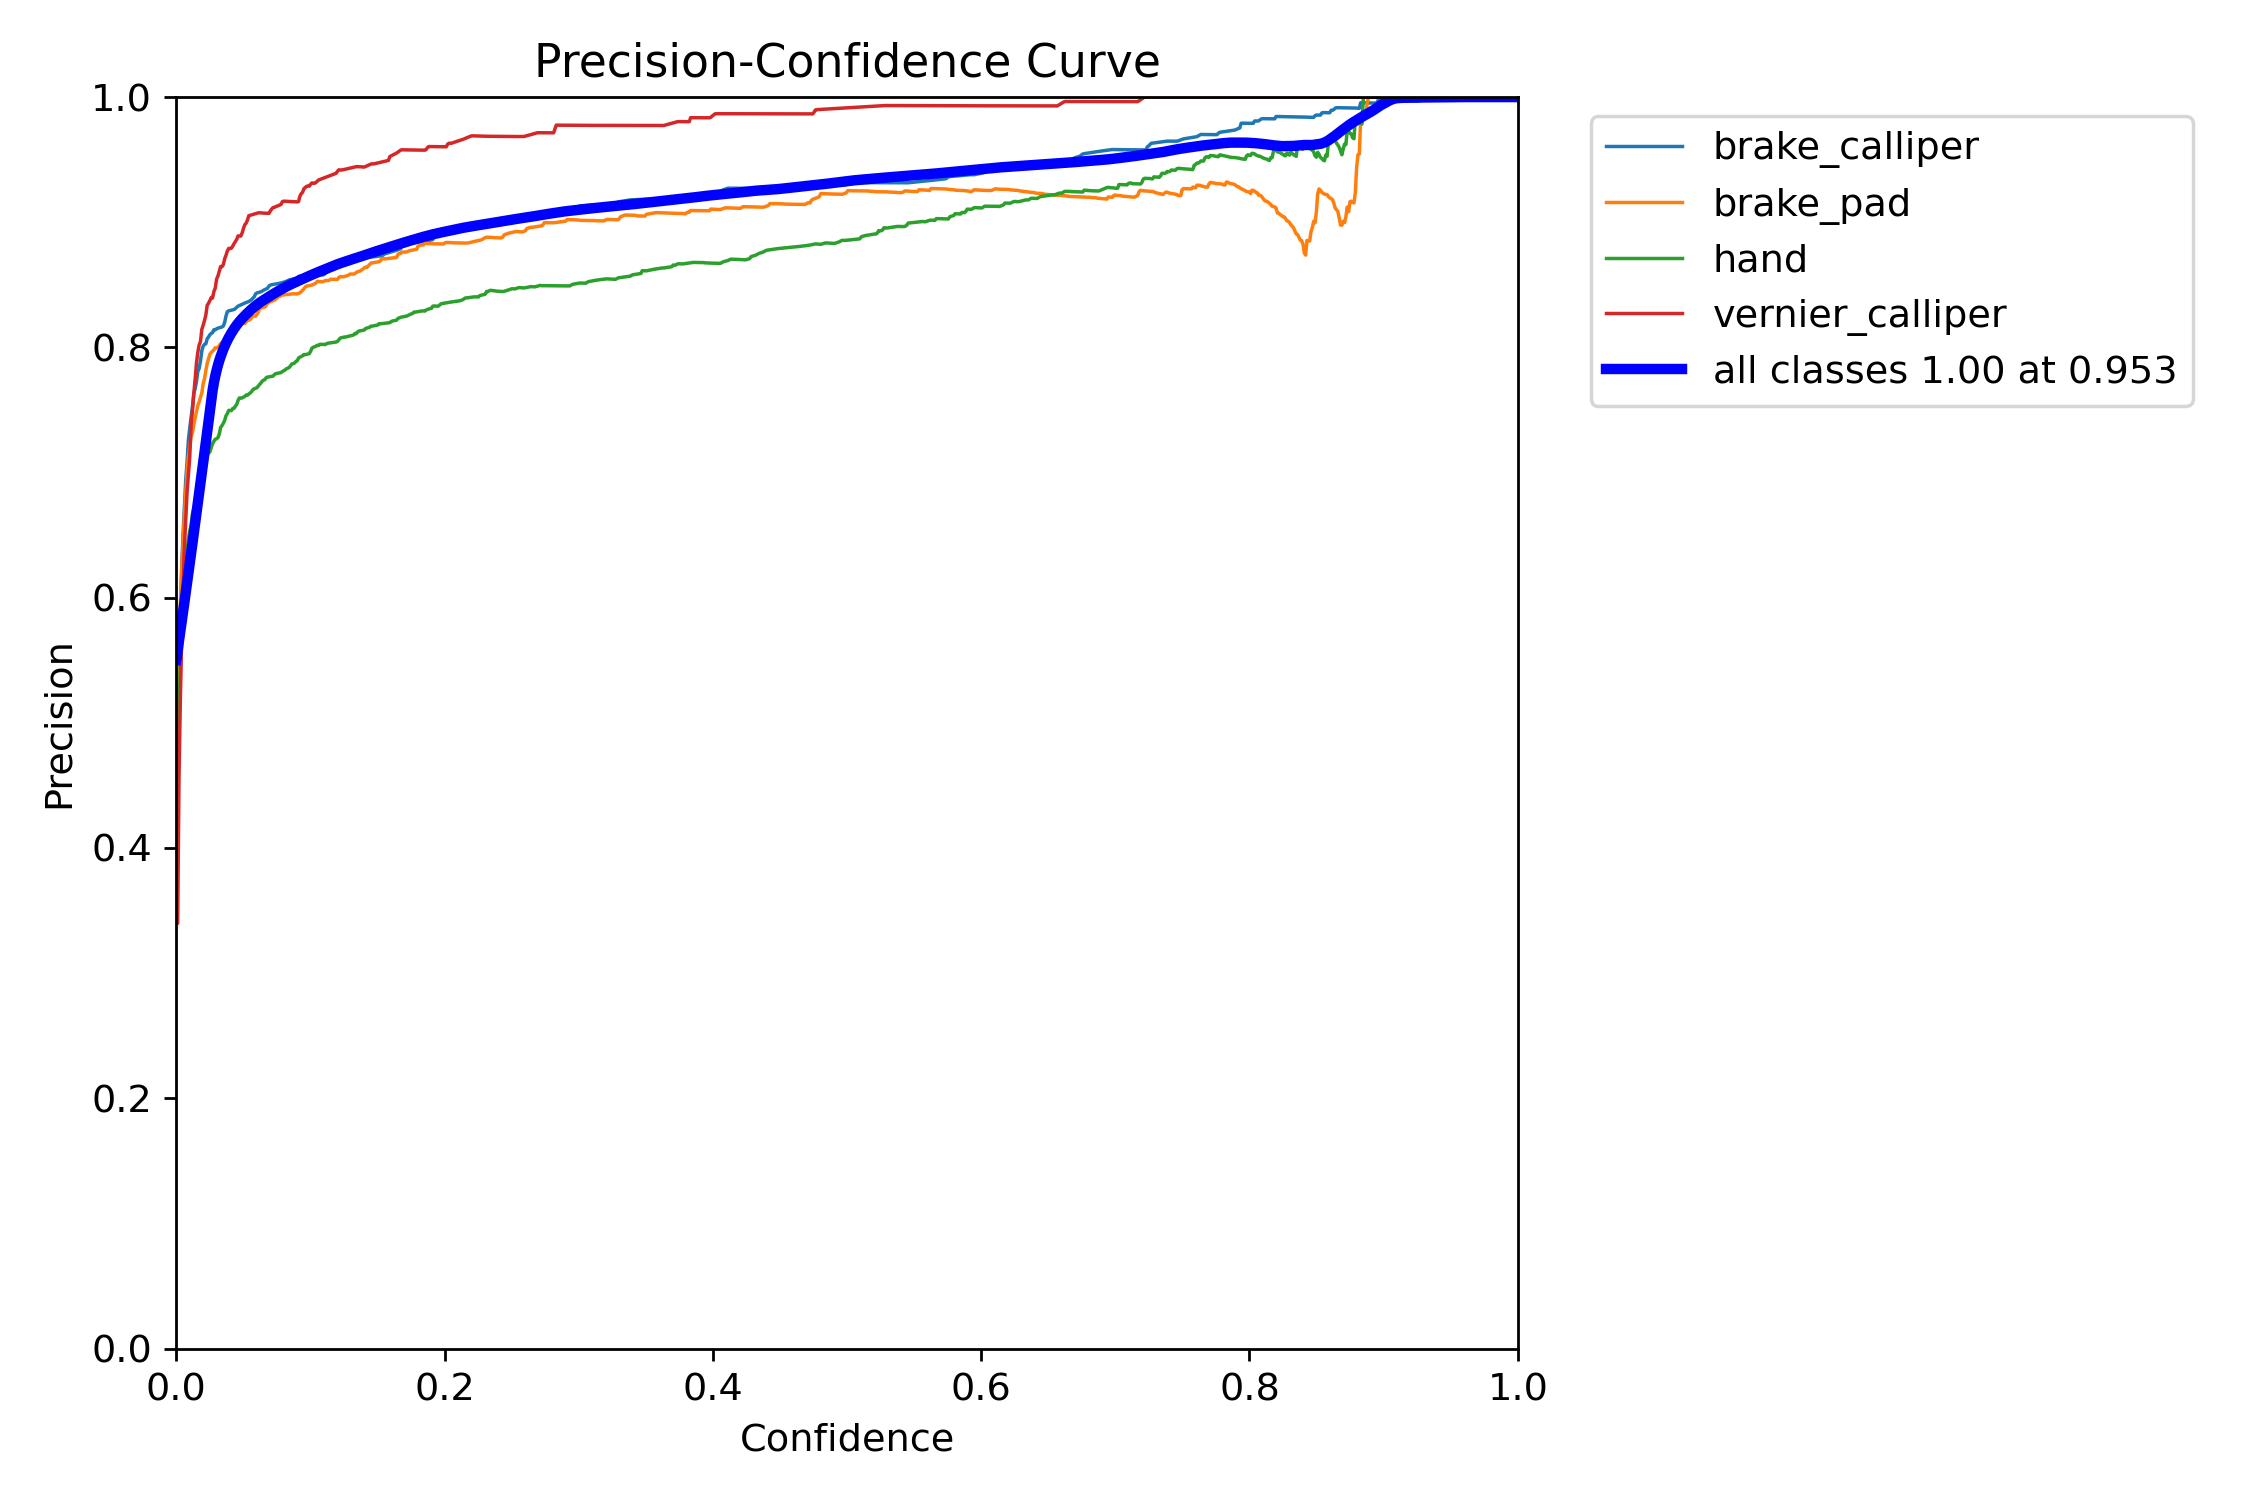 Precision-Confidence Curve
1.0
0.8
0.6
0.4
0.2
0.0
Precision
0.0 0.2 0.4 0.6 0.8 1.0
Confidence
brake_calliper
brake_pad
hand
vernier_calliper
all classes 1.00 at 0.953